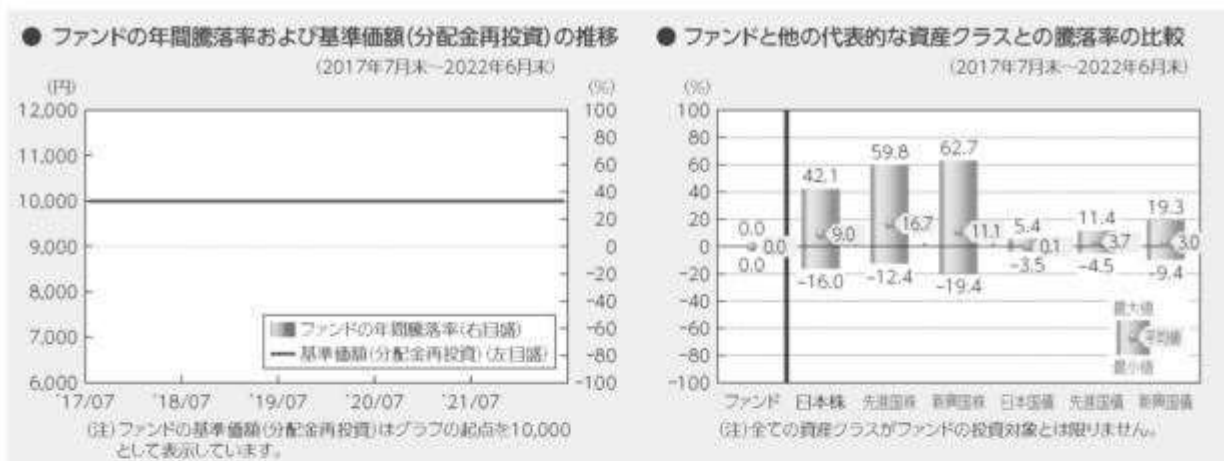 ● ファンドの年間騰落率および基準価額(分配金再投資)の推移
(2017年7月末～2022年6月末)
(円)
(%)
12,000
11,000
10,000
9,000
8,000
7,000
6,000
100
80
60
40
20
0
-20
-40
-60
-80
-100
ファンドの年間騰落率(右目盛)
基準価額(分配金再投資)(左目盛)
'17/07 '18/07 '19/07 '20/07 '21/07
(注)ファンドの基準価額(分配金再投資)はグラフの起点を10,000
として表示しています。
● ファンドと他の代表的な資産クラスとの騰落率の比較
(2017年7月末～2022年6月末)
(%)
100
80
60
40
20
0
-20
-40
-60
-80
-100
0.0 42.1 59.8 62.7 5.4 11.4 19.3
0.0 9.0 16.7 11.1 0.1 3.7 3.0
0.0 -16.0 -12.4 -19.4 -3.5 -4.5 -9.4
最大値
平均値
最小値
ファンド 日本株 先進国株 新興国株 日本国債 先進国債 新興国債
(注)全ての資産クラスがファンドの投資対象とは限りません。